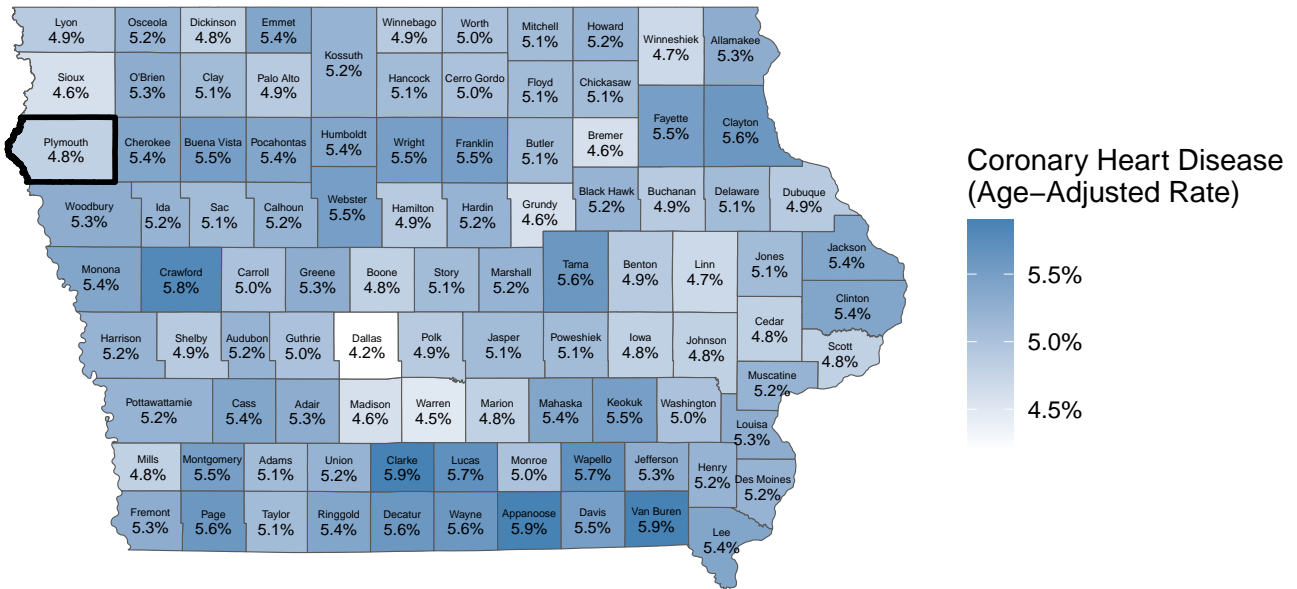 Lyon
4.9%
Osceola
5.2%
Dickinson
4.8%
Emmet
5.4%
Kossuth
5.2%
Winnebago
4.9%
Worth
5.0%
Mitchell
5.1%
Howard
5.2%
Winneshiek
4.7%
Allamakee
5.3%
Sioux
4.6%
O'Brien
5.3%
Clay
5.1%
Palo Alto
4.9%
Hancock
5.1%
Cerro Gordo
5.0%
Floyd
5.1%
Chickasaw
5.1%
Fayette
5.5%
Clayton
5.6%
Plymouth
4.8%
Cherokee
5.4%
Buena Vista
5.5%
Pocahontas
5.4%
Humboldt
5.4%
Wright
5.5%
Franklin
5.5%
Butler
5.1%
Bremer
4.6%
Woodbury
5.3%
Ida
5.2%
Sac
5.1%
Calhoun
5.2%
Webster
5.5%
Hamilton
4.9%
Hardin
5.2%
Grundy
4.6%
Black Hawk
5.2%
Buchanan
4.9%
Delaware
5.1%
Dubuque
4.9%
Monona
5.4%
Crawford
5.8%
Carroll
5.0%
Greene
5.3%
Boone
4.8%
Story
5.1%
Marshall
5.2%
Tama
5.6%
Benton
4.9%
Linn
4.7%
Jones
5.1%
Jackson
5.4%
Clinton
5.4%
Harrison
5.2%
Shelby
4.9%
Audubon
5.2%
Guthrie
5.0%
Dallas
4.2%
Polk
4.9%
Jasper
5.1%
Poweshiek
5.1%
Iowa
4.8%
Johnson
4.8%
Cedar
4.8%
Scott
4.8%
Muscatine
5.2%
Pottawattamie
5.2%
Cass
5.4%
Adair
5.3%
Madison
4.6%
Warren
4.5%
Marion
4.8%
Mahaska
5.4%
Keokuk
5.5%
Washington
5.0%
Louisa
5.3%
Mills
4.8%
Montgomery
5.5%
Adams
5.1%
Union
5.2%
Clarke
5.9%
Lucas
5.7%
Monroe
5.0%
Wapello
5.7%
Jefferson
5.3%
Henry
5.2%
Des Moines
5.2%
Fremont
5.3%
Page
5.6%
Taylor
5.1%
Ringgold
5.4%
Decatur
5.6%
Wayne
5.6%
Appanoose
5.9%
Davis
5.5%
Van Buren
5.9%
Lee
5.4%
Coronary Heart Disease
(Age–Adjusted Rate)
5.5%
5.0%
4.5%